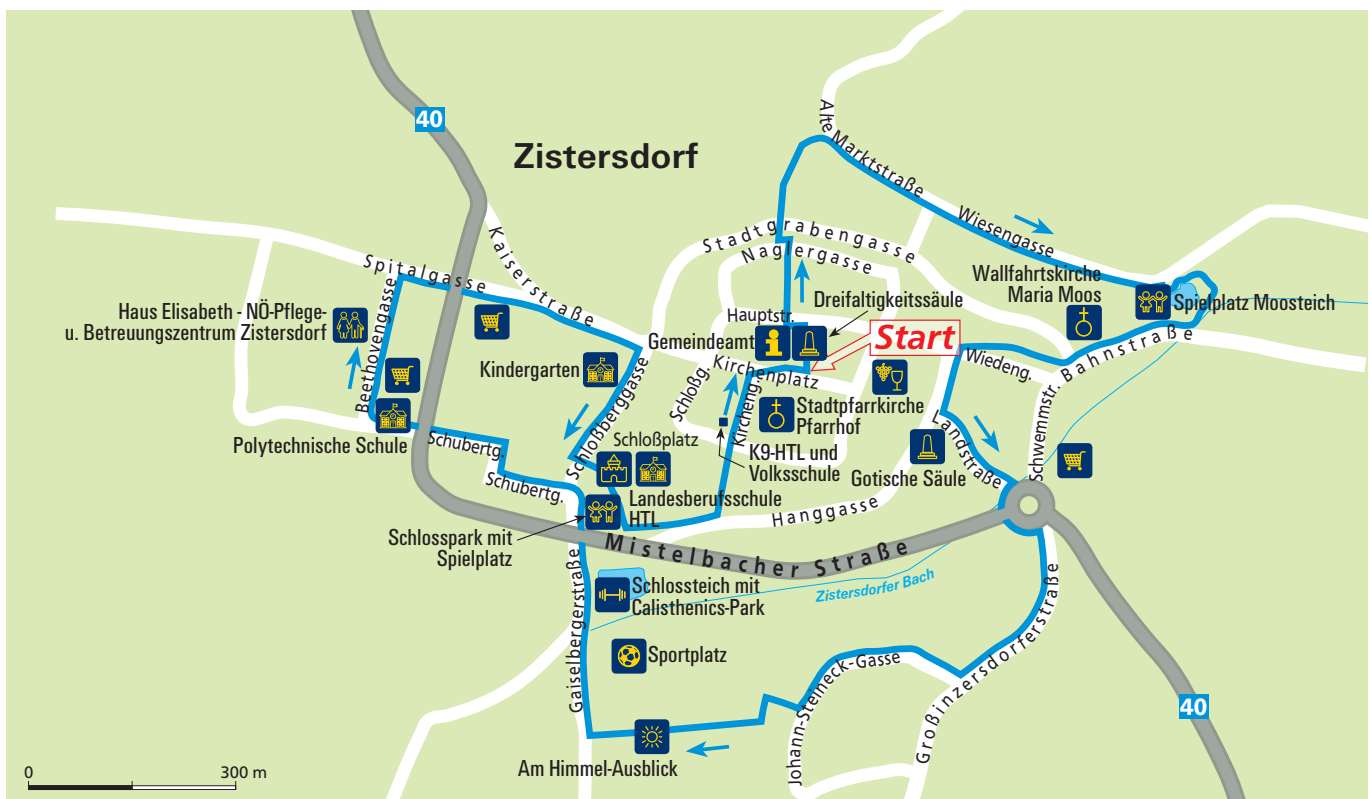 40
Zistersdorf
Alte Marktstraße
Wiesengasse
Kaiserstraße
Stadtgrabengasse
Naglergasse
Spitalgasse
Wallfahrtskirche
Maria Moos
Spielplatz Moosteich
Haus Elisabeth - NÖ-Pflege-
u. Betreuungszentrum Zistersdorf
Dreifaltigkeitssäule
Hauptstr.
Gemeindeamt
Start
Beethovengasse
Kindergarten
Schloßberggasse
Schloßg.
Kirchenplatz
Kircheng.
Wiedeng.
Bahnstraße
Schwemmstr.
Landstraße
Stadtpfarrkirche
Pfarrhof
Polytechnische Schule
Schubertg.
Schubertg.
Schloßplatz
K9-HTL und
Volksschule
Gotische Säule
Landesberufsschule
HTL
Hanggasse
Schlosspark mit
Spielplatz
Mistelbacher Straße
Schlossteich mit
Calisthenics-Park
Zistersdorfer Bach
Gaiselbergerstraße
Sportplatz
Johann-Steineck-Gasse
Großinzersdorferstraße
40
Am Himmel-Ausblick
0 300 m